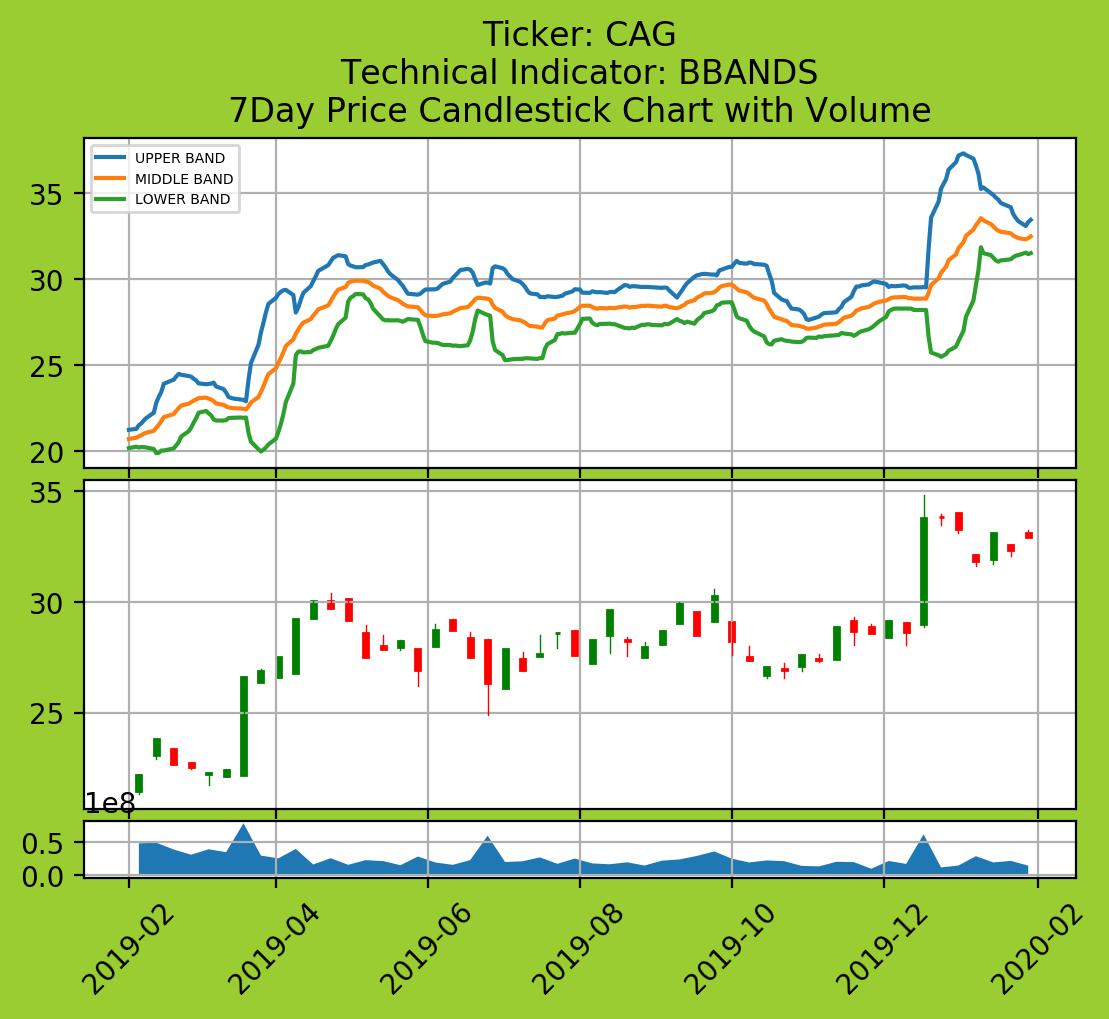 Ticker: CAG
Technical Indicator: BBANDS
7Day Price Candlestick Chart with Volume
UPPER BAND
MIDDLE BAND
LOWER BAND
35
30
25
20
35
30
25
1e8
0.5
0.0
2019-02
2019-04
2019-06
2019-08
2019-10
2019-12
2020-02